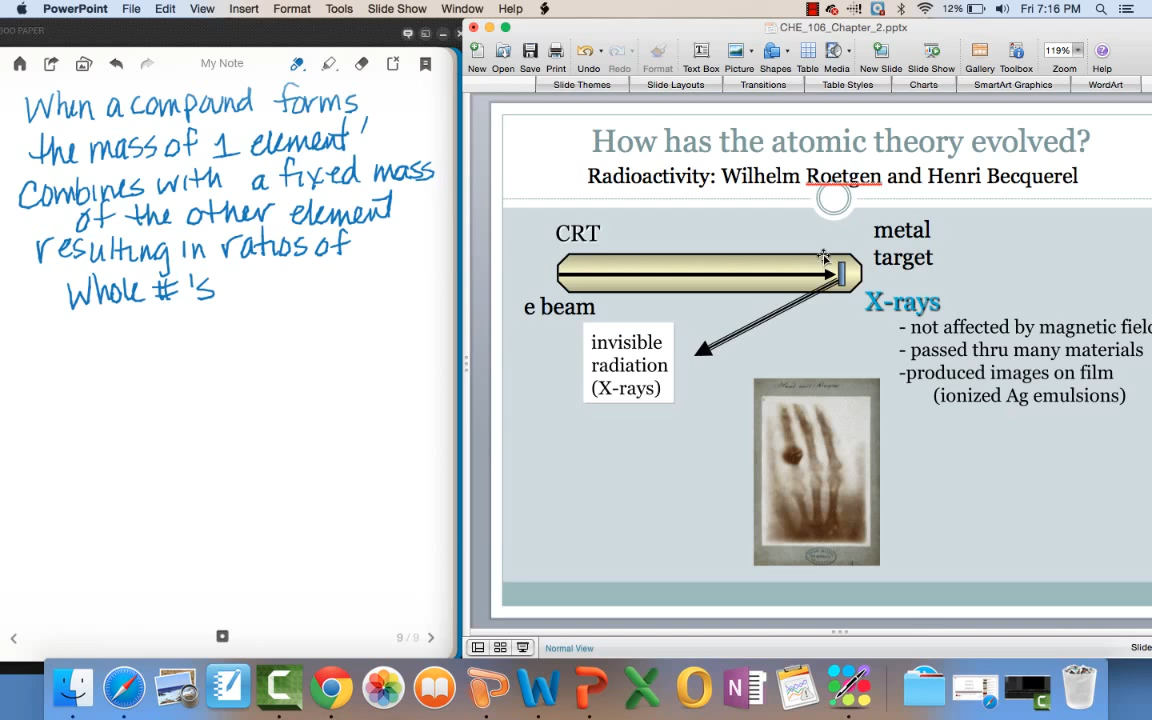 PowerPoint File Edit View Insert Format Tools Slide Show Window Help 12% Fri 7:16 PM
300 PAPER
My Note
When a compound forms
the mass of 1 element
combines with a fixed mass
of the other element
resulting in ratios of
whole # 's
9 / 9
CHE_106_Chapter_2.pptx
New Open Save Print Undo Redo Format Text Box Picture Shapes Table Media New Slide Slide Show Gallery Toolbox Zoom Help
119%
Slide Themes Slide Layouts Transitions Table Styles Charts SmartArt Graphics WordArt
How has the atomic theory evolved?
Radioactivity: Wilhelm Roetgen and Henri Becquerel
CRT
metal
target
e beam
X-rays
invisible
radiation
(X-rays)
- not affected by magnetic field
- passed thru many materials
-produced images on film
(ionized Ag emulsions)
Normal View
Slide